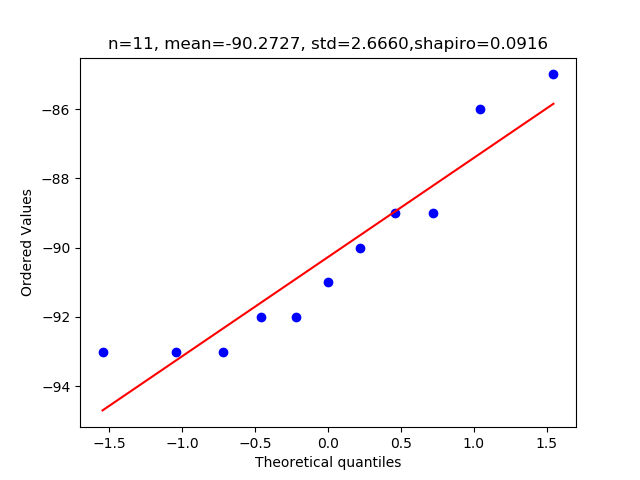 n=11, mean=-90.2727, std=2.6660,shapiro=0.0916
Ordered Values
−86
−88
−90
−92
−94
−1.5 −1.0 −0.5 0.0 0.5 1.0 1.5
Theoretical quantiles